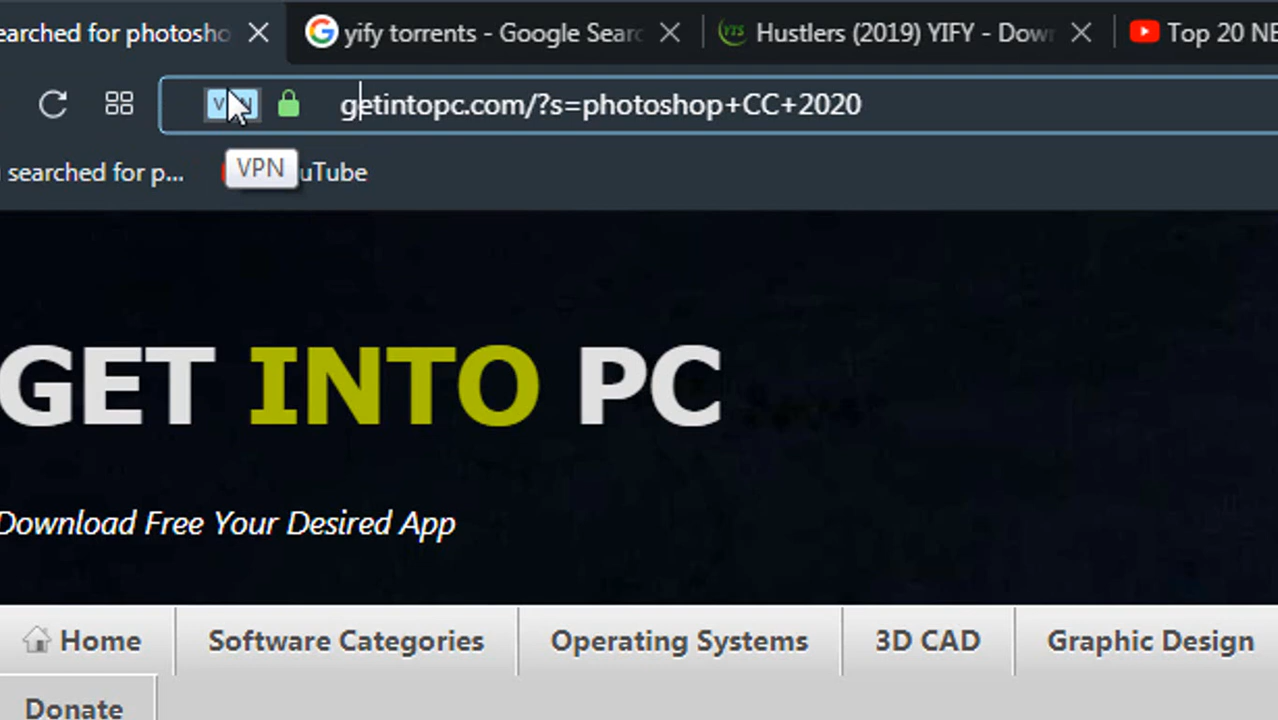 earched for photosho
yify torrents - Google Searc
YTS
Hustlers (2019) YIFY - Dow
Top 20 NE
getintopc.com/?s=photoshop+CC+2020
searched for p...
VPN
uTube
GET INTO PC
Download Free Your Desired App
Home
Software Categories
Operating Systems
3D CAD
Graphic Design
Donate